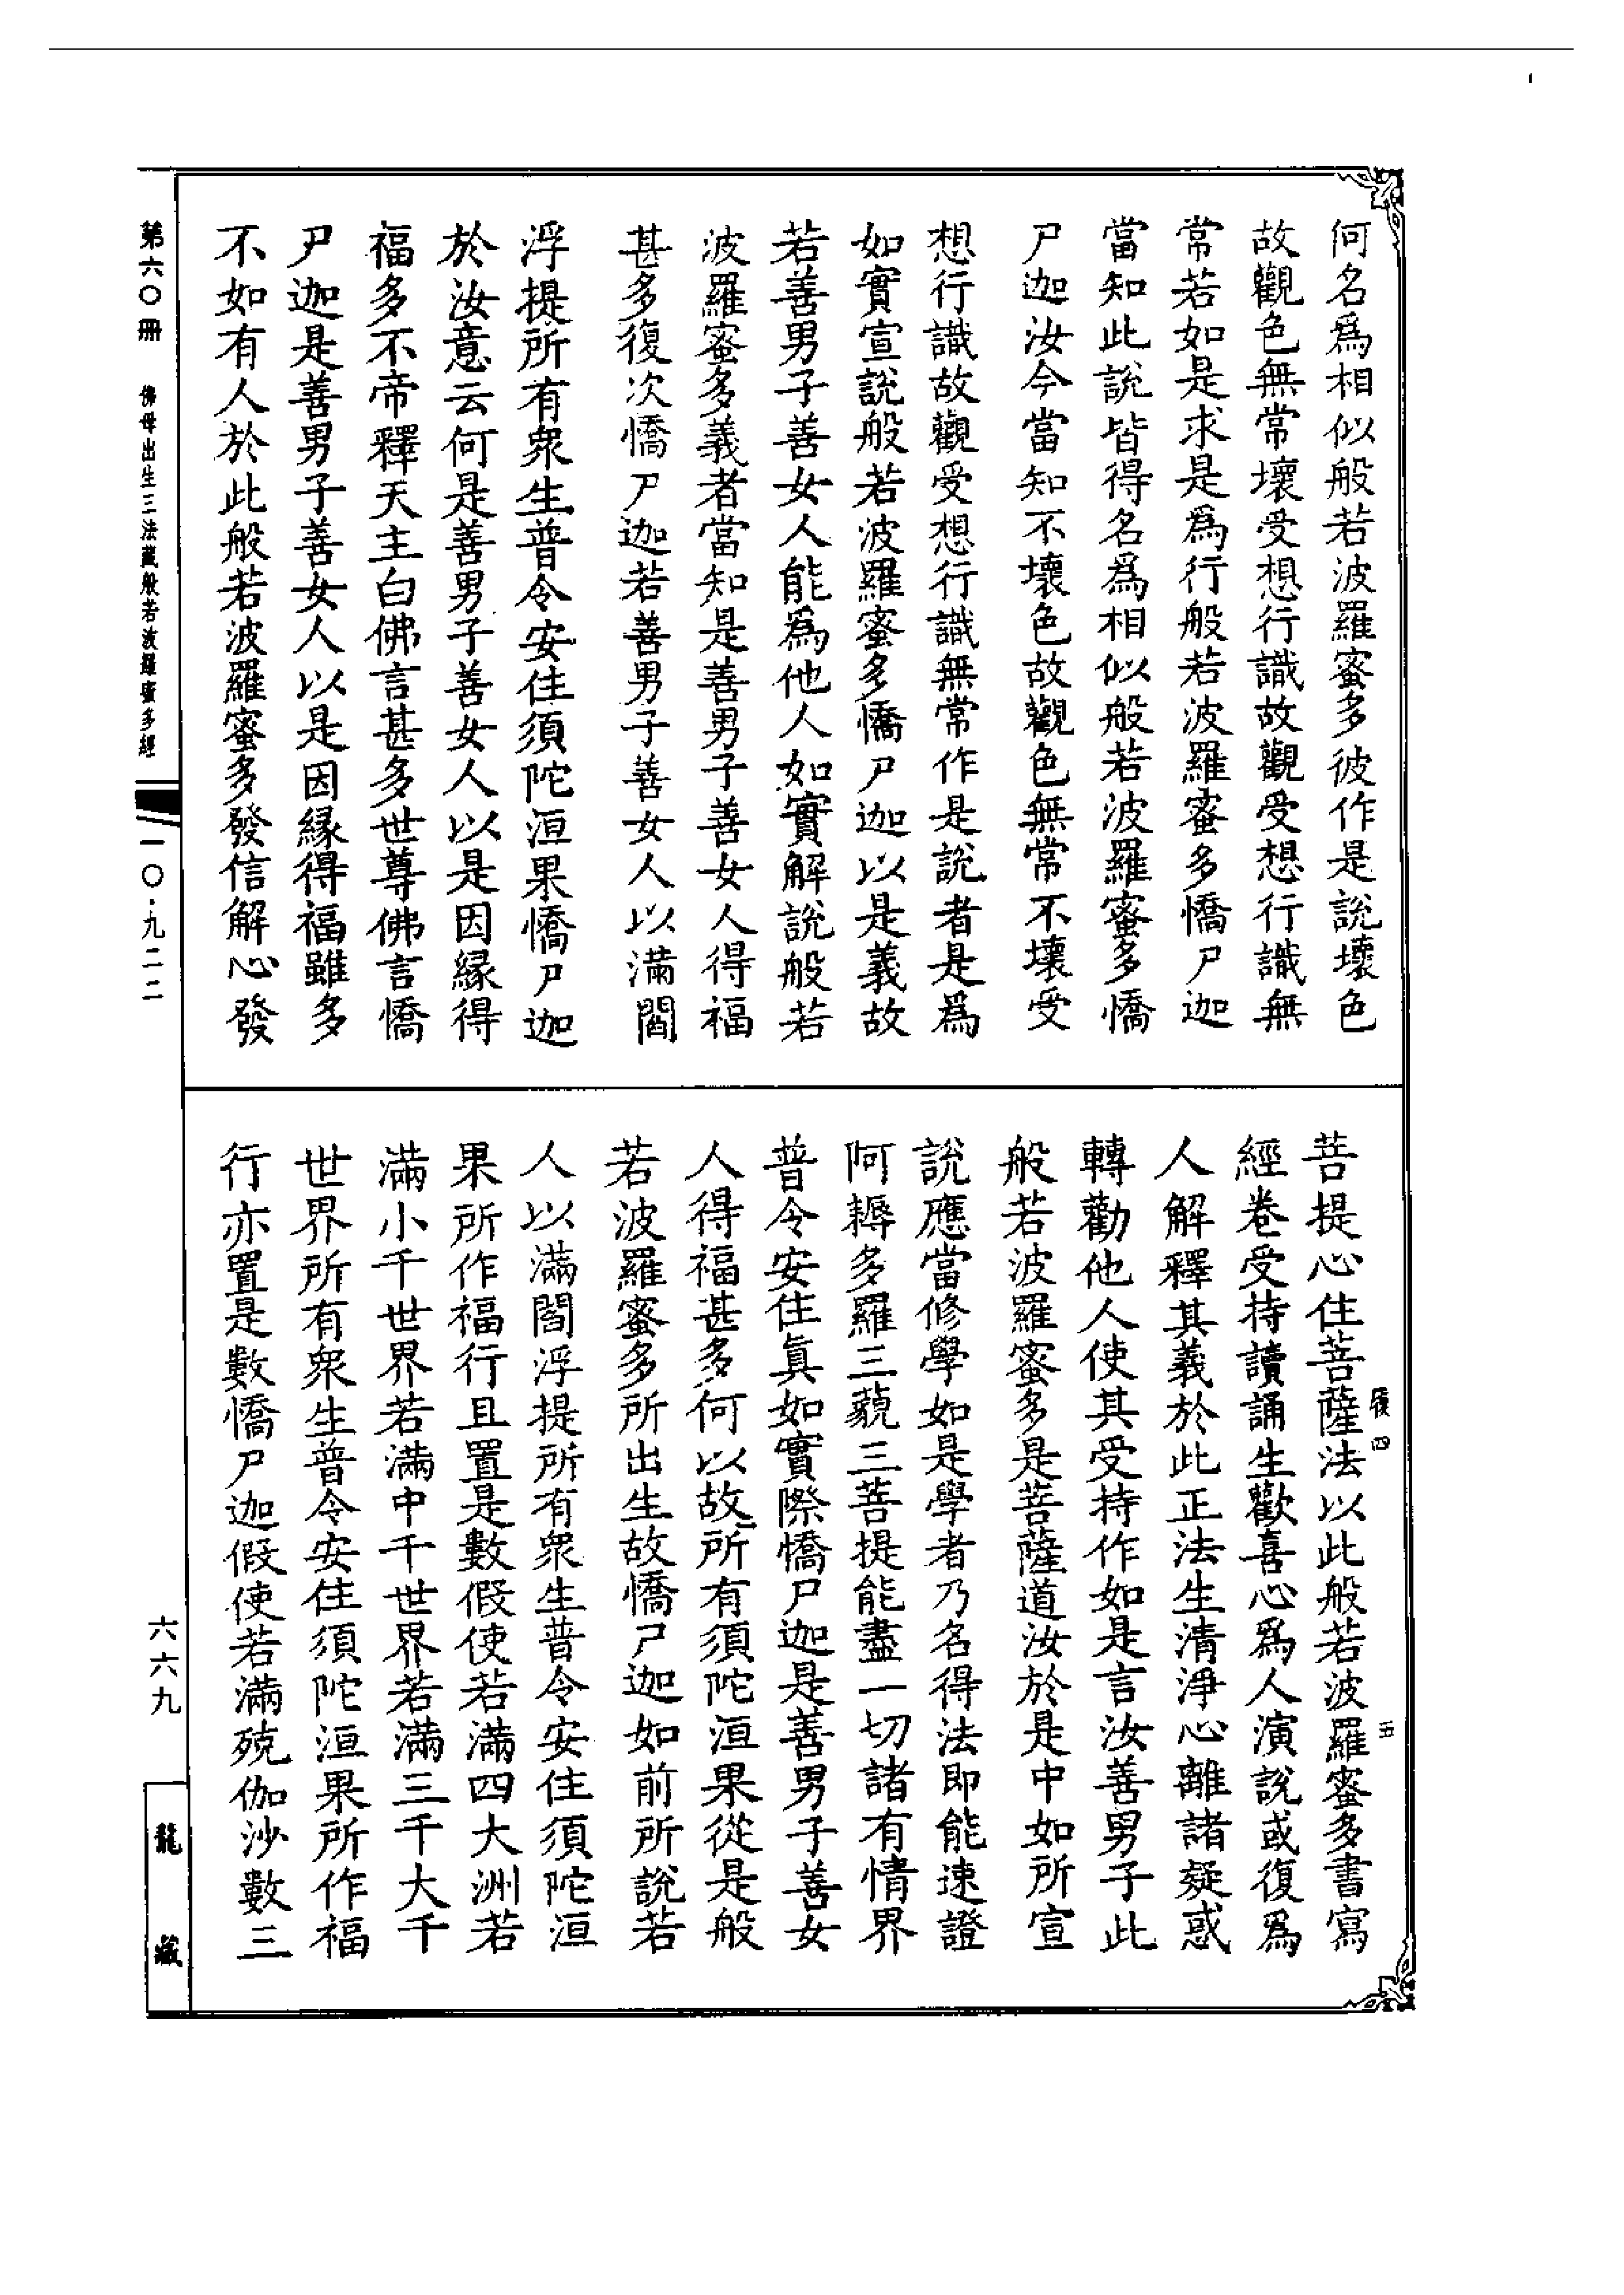 何名爲相似般若波羅蜜多彼作是說壞色
故觀色無常壞受想行識故觀受想行識無
常若如是求是爲行般若波羅蜜多憍尸迦
當知此說皆得名爲相似般若波羅蜜多憍
尸迦汝今當知不壞色故觀色無常不壞受
想行識故觀受想行識無常作是說者是爲
如實宣說般若波羅蜜多憍尸迦以是義故
若善男子善女人能爲他人如實解說般若
波羅蜜多義者當知是善男子善女人得福
甚多復次憍尸迦若善男子善女人以滿閻
浮提所有衆生普令安住須陀洹果憍尸迦
於汝意云何是善男子善女人以是因縁得
福多不帝釋天主白佛言甚多世尊佛言憍
尸迦是善男子善女人以是因縁得福雖多
不如有人於此般若波羅蜜多發信解心發
菩提心住菩薩法以此般若波羅蜜多書寫
經卷受持讀誦生歡喜心爲人演說或復爲
人解釋其義於此正法生清淨心離諸疑惑
轉勸他人使其受持作如是言汝善男子此
般若波羅蜜多是菩薩道汝於是中如所宣
說應當修學如是學者乃名得法即能速證
阿耨多羅三藐三菩提能盡一切諸有情界
普令安住眞如實際憍尸迦是善男子善女
人得福甚多何以故所有須陀洹果從是般
若波羅蜜多所出生故憍尸迦如前所說若
人以滿閻浮提所有衆生普令安住須陀洹
果所作福行且置是數假使若滿四大洲若
滿小千世界若滿中千世界若滿三千大千
世界所有衆生普令安住須陀洹果所作福
行亦置是數憍尸迦假使若滿殑伽沙數三
四
五
第六〇冊
佛母出生三法藏般若波羅蜜多經
一〇·九二二
六六九
龍藏